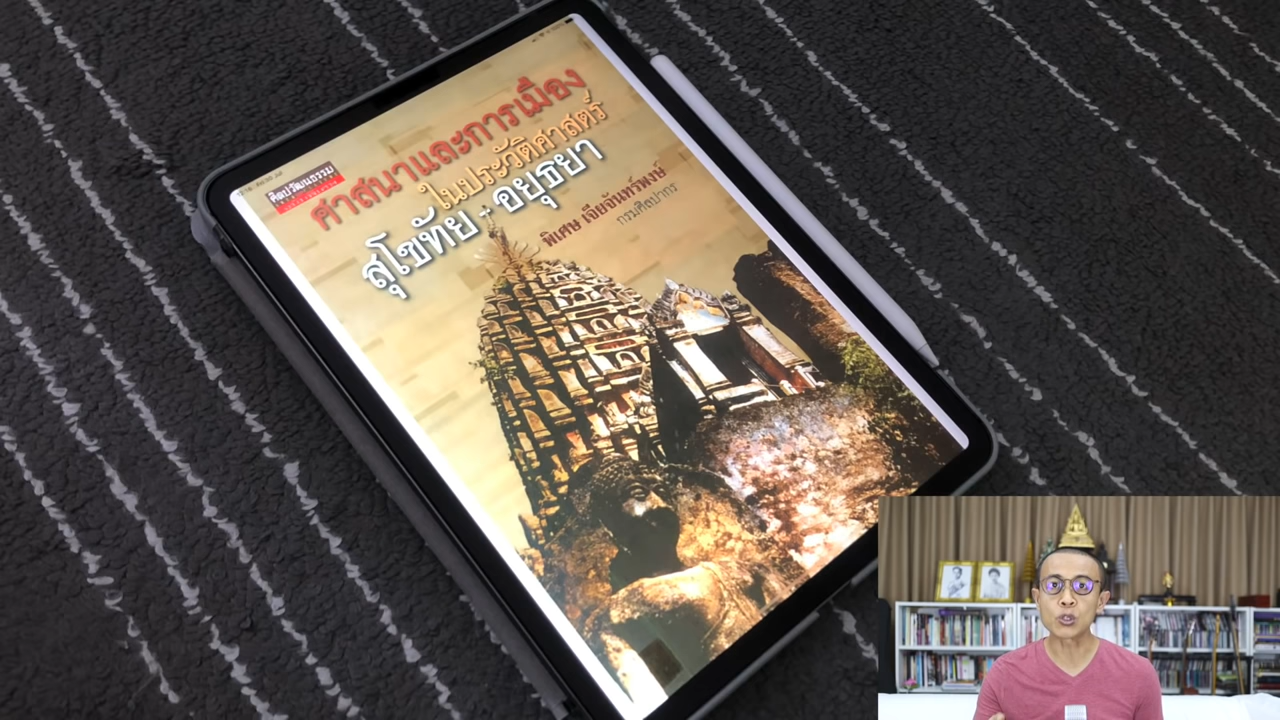 ศิลปวัฒนธรรม
ศาสนาและการเมือง
ในประวัติศาสตร์
สุโขทัย - อยุธยา
พิเศษ เจียจันทร์พงษ์
กรมศิลปากร